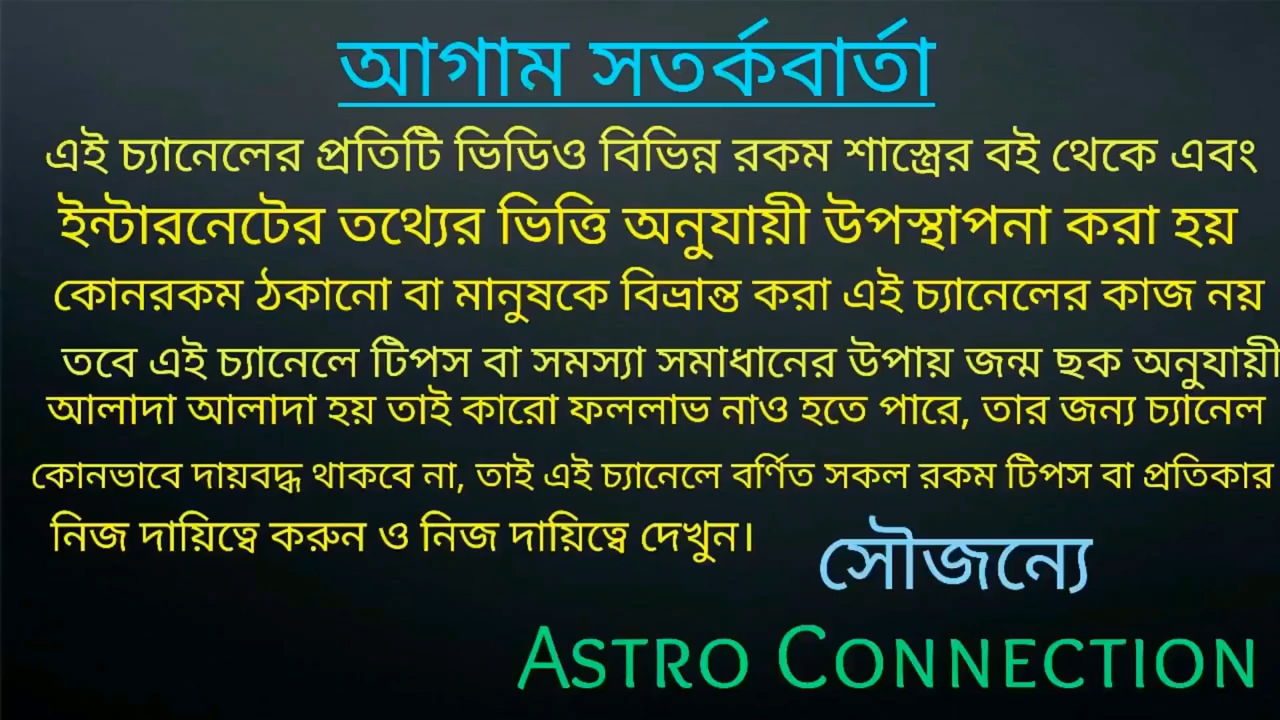 আগাম সতর্কবার্তা
এই চ্যানেলের প্রতিটি ভিডিও বিভিন্ন রকম শাস্ত্রের বই থেকে এবং
ইন্টারনেটের তথ্যের ভিত্তি অনুযায়ী উপস্থাপনা করা হয়
কোনরকম ঠকানো বা মানুষকে বিভ্রান্ত করা এই চ্যানেলের কাজ নয়
তবে এই চ্যানেলে টিপস বা সমস্যা সমাধানের উপায় জন্ম ছক অনুযায়ী
আলাদা আলাদা হয় তাই কারো ফললাভ নাও হতে পারে, তার জন্য চ্যানেল
কোনভাবে দায়বদ্ধ থাকবে না, তাই এই চ্যানেলে বর্ণিত সকল রকম টিপস বা প্রতিকার
নিজ দায়িত্বে করুন ও নিজ দায়িত্বে দেখুন।
সৌজন্যে
ASTRO CONNECTION